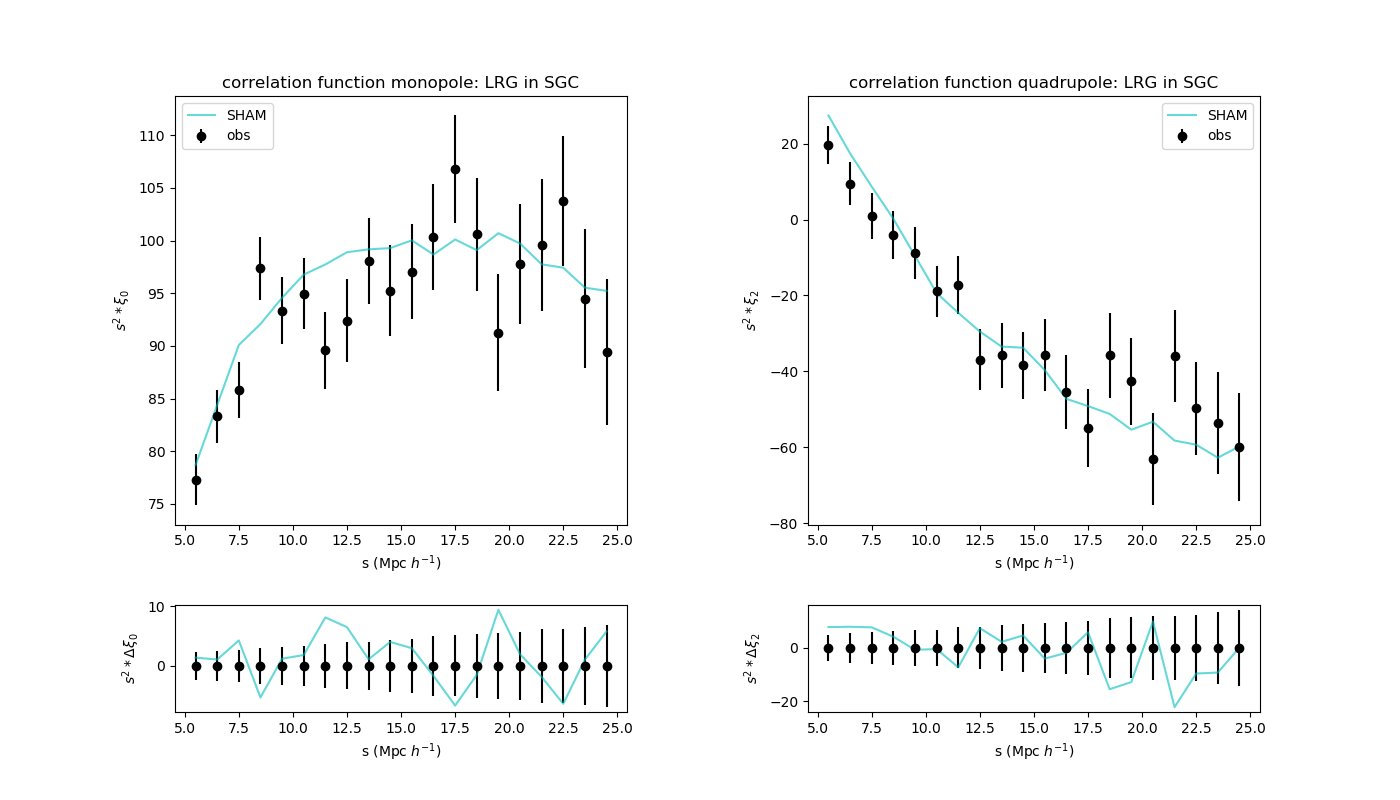 correlation function monopole: LRG in SGC
SHAM
obs
110
105
100
95
90
85
80
75
s² * ξ₀
5.0 7.5 10.0 12.5 15.0 17.5 20.0 22.5 25.0
s (Mpc h⁻¹)
correlation function quadrupole: LRG in SGC
SHAM
obs
20
0
−20
−40
−60
−80
s² * ξ₂
5.0 7.5 10.0 12.5 15.0 17.5 20.0 22.5 25.0
s (Mpc h⁻¹)
10
0
s² * Δξ₀
5.0 7.5 10.0 12.5 15.0 17.5 20.0 22.5 25.0
s (Mpc h⁻¹)
0
−20
s² * Δξ₂
5.0 7.5 10.0 12.5 15.0 17.5 20.0 22.5 25.0
s (Mpc h⁻¹)